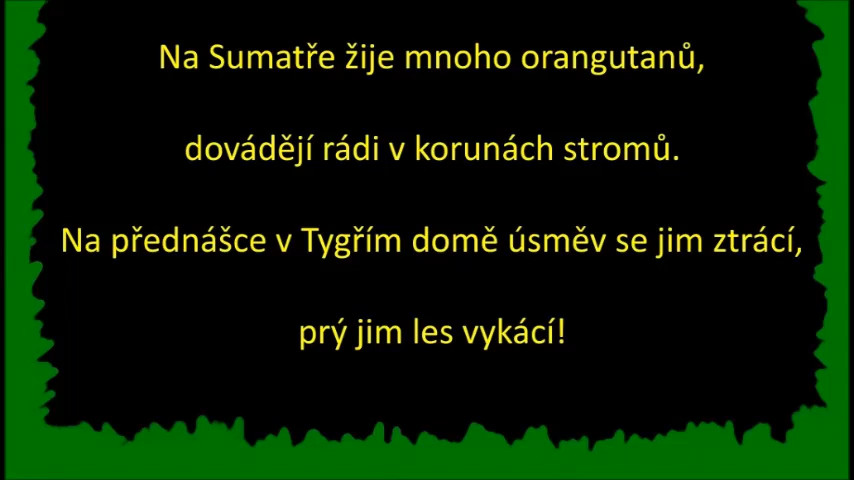 Na Sumatře žije mnoho orangutanů,
dovádějí rádi v korunách stromů.
Na přednášce v Tygřím domě úsměv se jim ztrácí,
prý jim les vykácí!